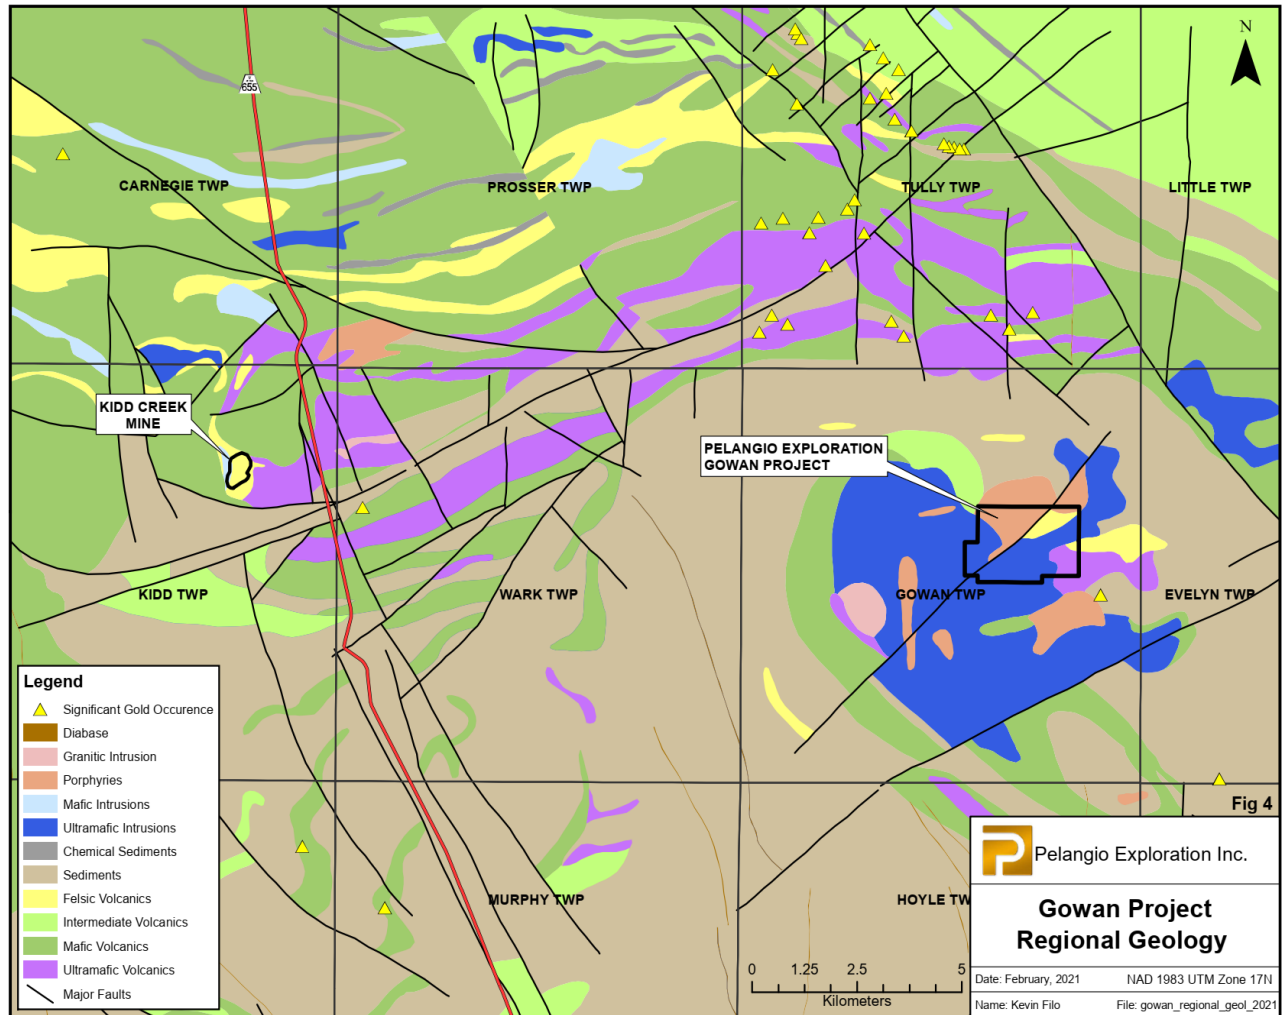 N
655
CARNEGIE TWP
PROSSER TWP
TULLY TWP
LITTLE TWP
KIDD CREEK
MINE
PELANGIO EXPLORATION
GOWAN PROJECT
KIDD TWP
WARK TWP
GOWAN TWP
EVELYN TWP
Legend
Significant Gold Occurence
Diabase
Granitic Intrusion
Porphyries
Mafic Intrusions
Ultramafic Intrusions
Chemical Sediments
Sediments
Felsic Volcanics
Intermediate Volcanics
Mafic Volcanics
Ultramafic Volcanics
Major Faults
MURPHY TWP
HOYLE TW
0 1.25 2.5 5
Kilometers
Fig 4
Pelangio Exploration Inc.
Gowan Project
Regional Geology
Date: February, 2021 NAD 1983 UTM Zone 17N
Name: Kevin Filo File: gowan_regional_geol_2021